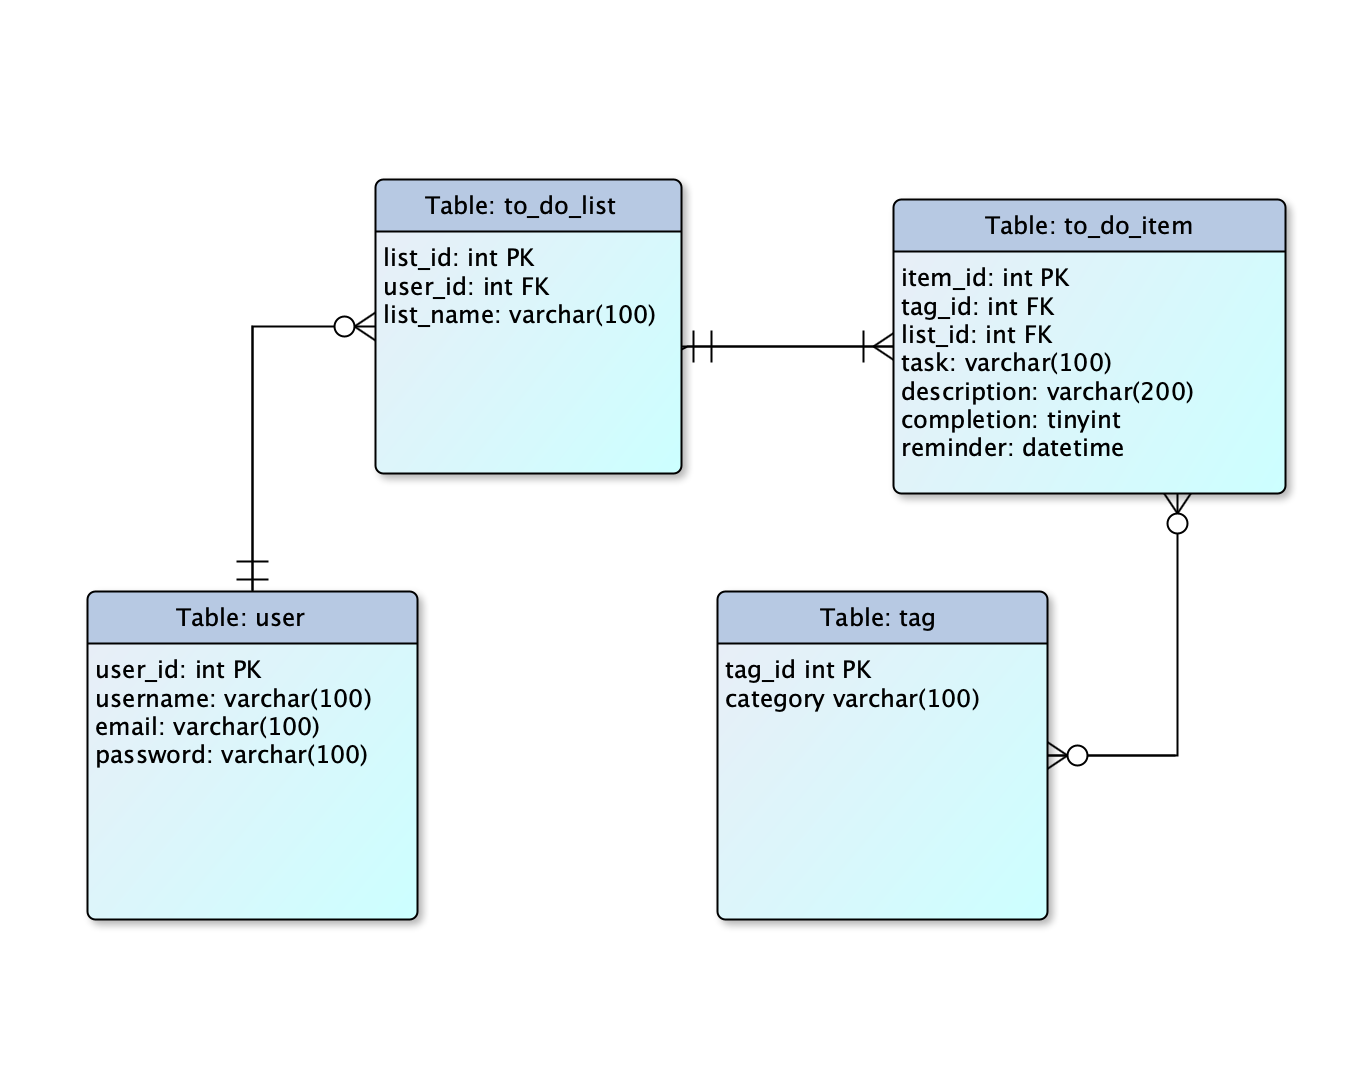 Table: to_do_list
list_id: int PK
user_id: int FK
list_name: varchar(100)
Table: to_do_item
item_id: int PK
tag_id: int FK
list_id: int FK
task: varchar(100)
description: varchar(200)
completion: tinyint
reminder: datetime
Table: user
user_id: int PK
username: varchar(100)
email: varchar(100)
password: varchar(100)
Table: tag
tag_id int PK
category varchar(100)